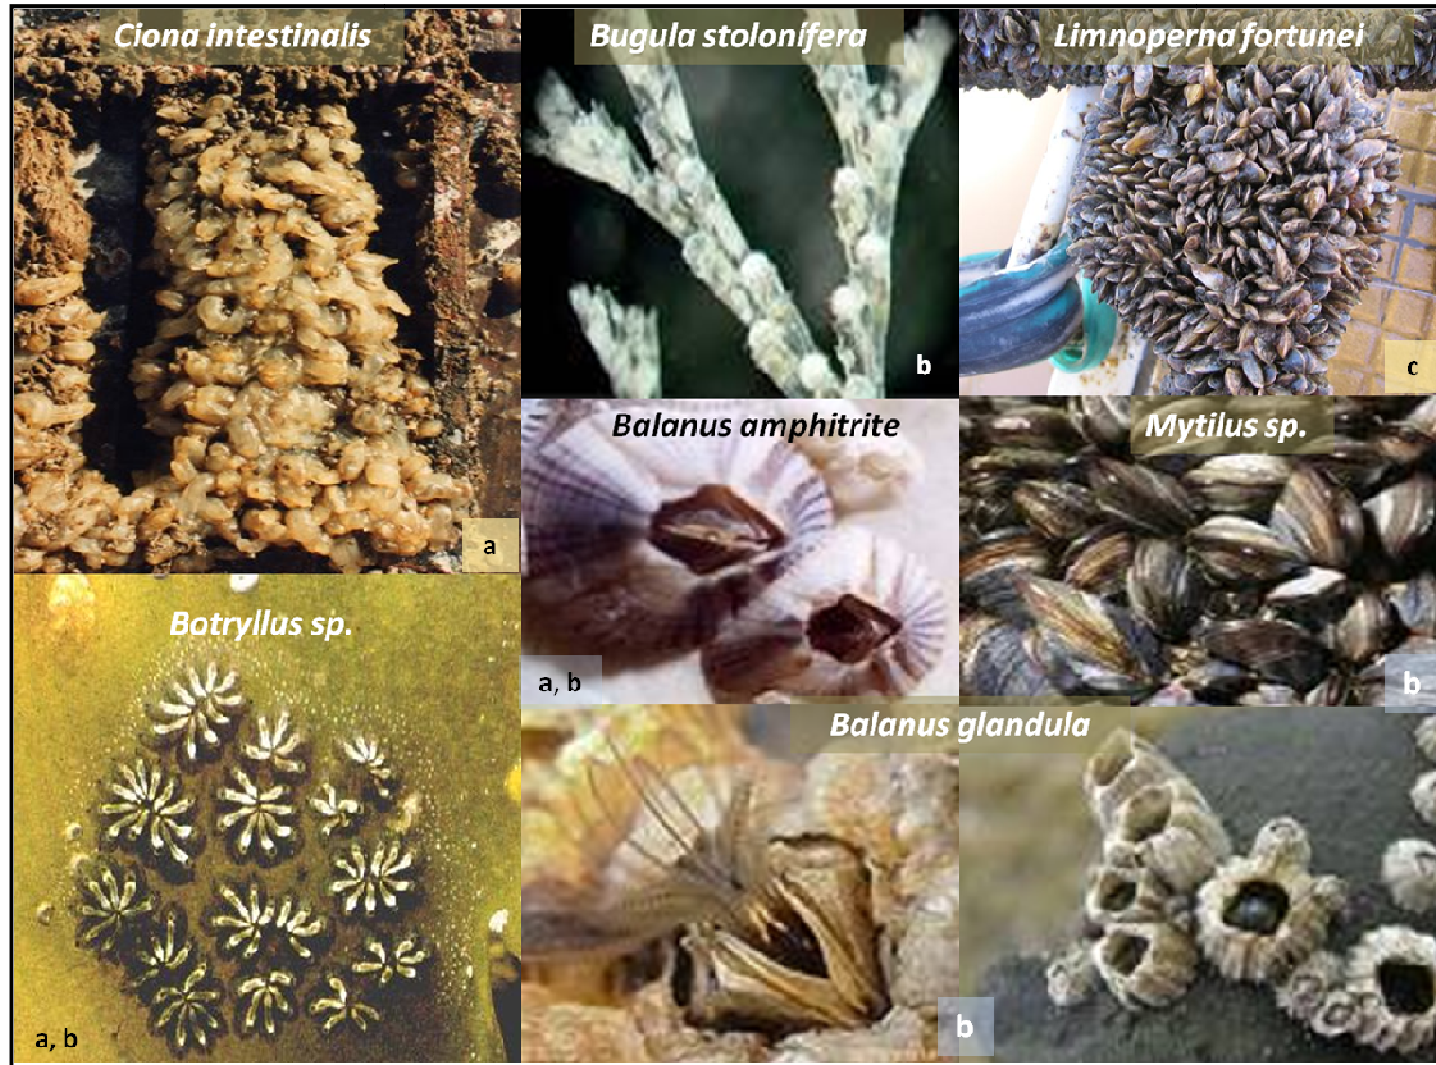 Ciona intestinalis
a
Bugula stolonifera
b
Limnoperna fortunei
c
Balanus amphitrite
a, b
Mytilus sp.
b
Botryllus sp.
a, b
Balanus glandula
b